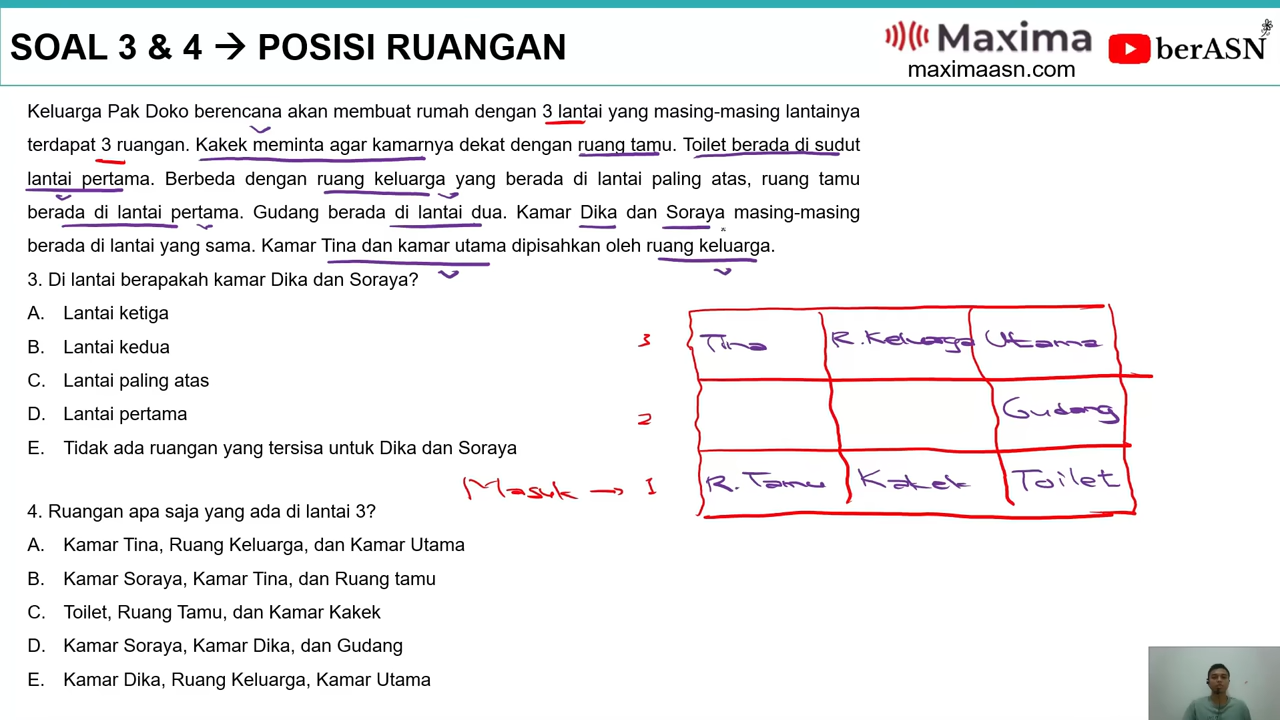 SOAL 3 & 4 → POSISI RUANGAN
Maxima
maximaasn.com
berASN
Keluarga Pak Doko berencana akan membuat rumah dengan 3 lantai yang masing-masing lantainya
terdapat 3 ruangan. Kakek meminta agar kamarnya dekat dengan ruang tamu. Toilet berada di sudut
lantai pertama. Berbeda dengan ruang keluarga yang berada di lantai paling atas, ruang tamu
berada di lantai pertama. Gudang berada di lantai dua. Kamar Dika dan Soraya masing-masing
berada di lantai yang sama. Kamar Tina dan kamar utama dipisahkan oleh ruang keluarga.
3. Di lantai berapakah kamar Dika dan Soraya?
A. Lantai ketiga
B. Lantai kedua
C. Lantai paling atas
D. Lantai pertama
E. Tidak ada ruangan yang tersisa untuk Dika dan Soraya
4. Ruangan apa saja yang ada di lantai 3?
A. Kamar Tina, Ruang Keluarga, dan Kamar Utama
B. Kamar Soraya, Kamar Tina, dan Ruang tamu
C. Toilet, Ruang Tamu, dan Kamar Kakek
D. Kamar Soraya, Kamar Dika, dan Gudang
E. Kamar Dika, Ruang Keluarga, Kamar Utama
3 Tina R.Keluarga Utama
2 Gudang
Masuk → 1 R.Tamu Kakek Toilet